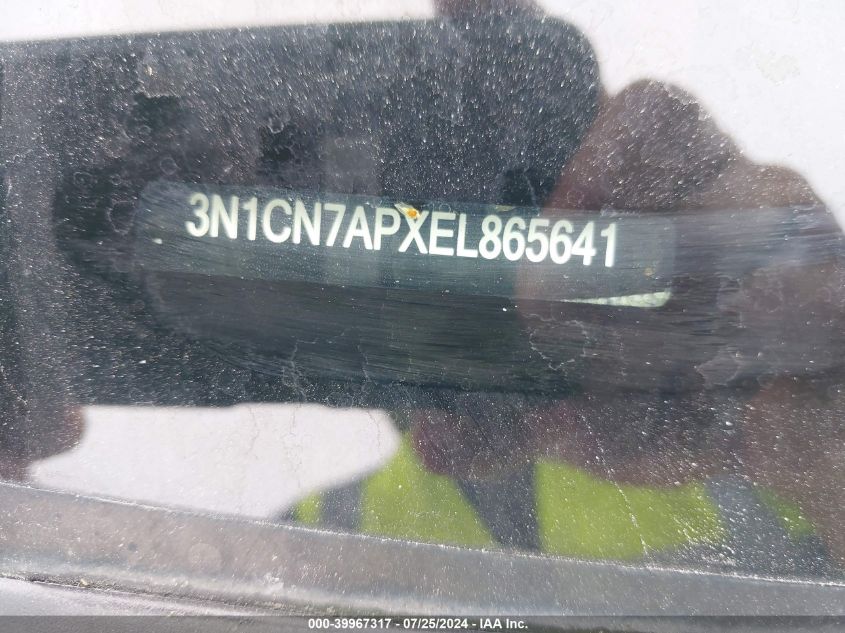 3N1CN7APXEL865641
000-39967317 / 07/25/2024 - IAA Inc.